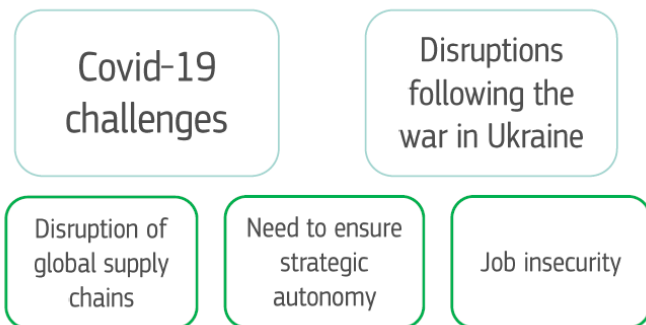 Covid-19
challenges
Disruptions
following the
war in Ukraine
Disruption of
global supply
chains
Need to ensure
strategic
autonomy
Job insecurity